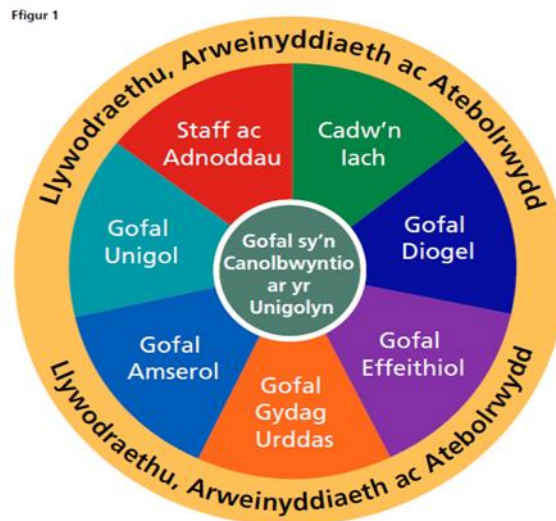 Ffigur 1
Llywodraethu, Arweinyddiaeth ac Atebolrwydd
Staff ac
Adnoddau
Cadw'n
Iach
Gofal
Unigol
Gofal sy'n
Canolbwyntio
ar yr
Unigolyn
Gofal
Diogel
Gofal
Amserol
Gofal
Gydag
Urddas
Gofal
Effeithiol
Llywodraethu, Arweinyddiaeth ac Atebolrwydd